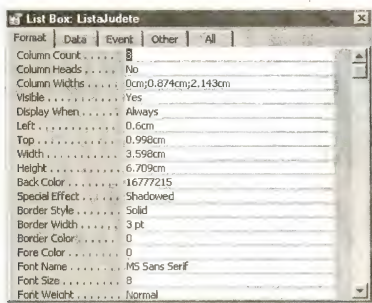 List Box: ListaJudete
Format Data Event Other All
Column Count . . . . . . 3
Column Heads . . . . . No
Column Widths . . . . . 0cm;0.874cm;2.143cm
Visible . . . . . . . . . . . . . Yes
Display When . . . . . . Always
Left . . . . . . . . . . . . . . . 0.6cm
Top . . . . . . . . . . . . . . . 0.998cm
Width . . . . . . . . . . . . . 3.598cm
Height . . . . . . . . . . . . . 6.709cm
Back Color . . . . . . . . . 16777215
Special Effect . . . . . . . Shadowed
Border Style . . . . . . . . Solid
Border Width . . . . . . . 3 pt
Border Color . . . . . . . . 0
Fore Color . . . . . . . . . . 0
Font Name . . . . . . . . . MS Sans Serif
Font Size . . . . . . . . . . . 8
Font Weight . . . . . . . . Normal